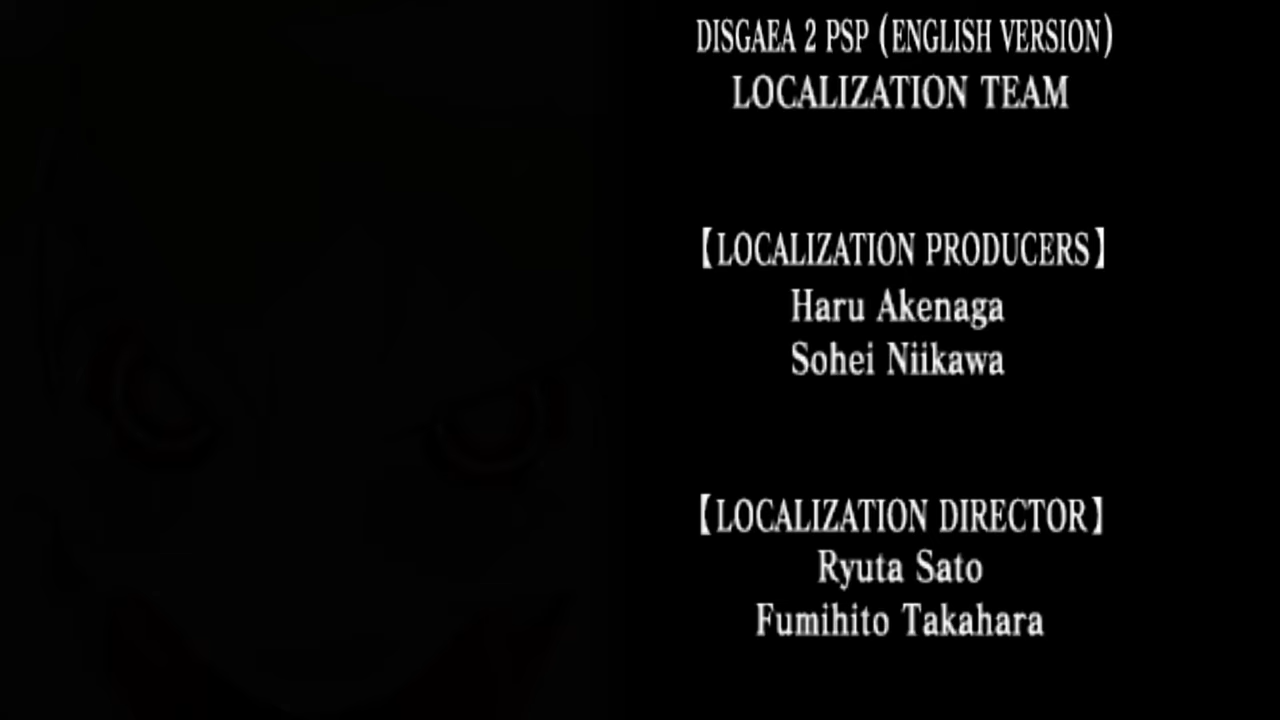 DISGAEA 2 PSP (ENGLISH VERSION)
LOCALIZATION TEAM
【LOCALIZATION PRODUCERS】
Haru Akenaga
Sohei Niikawa
【LOCALIZATION DIRECTOR】
Ryuta Sato
Fumihito Takahara